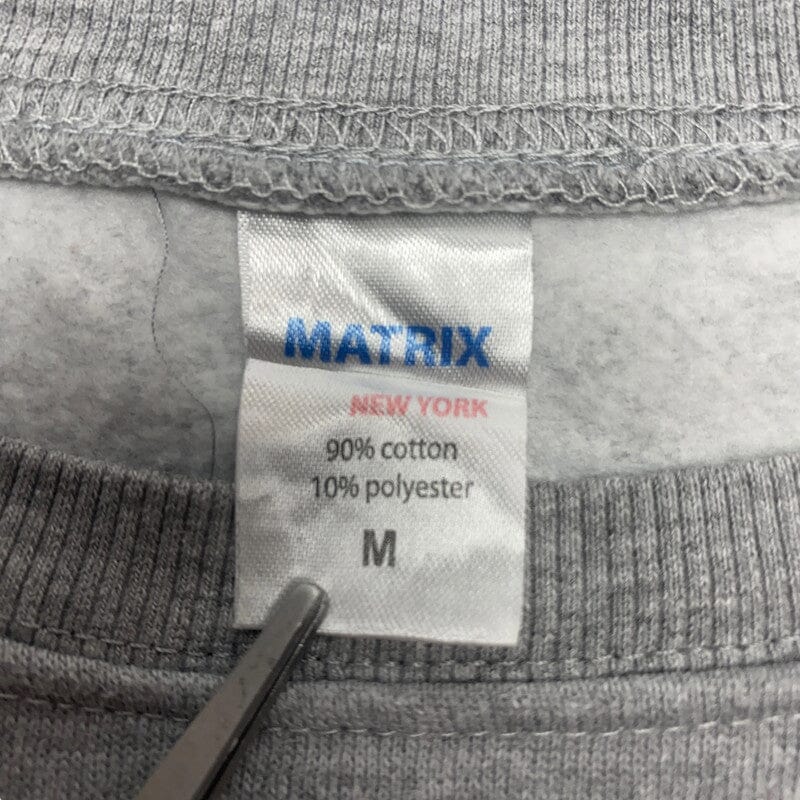 MATRIX
NEW YORK
90% cotton
10% polyester
M